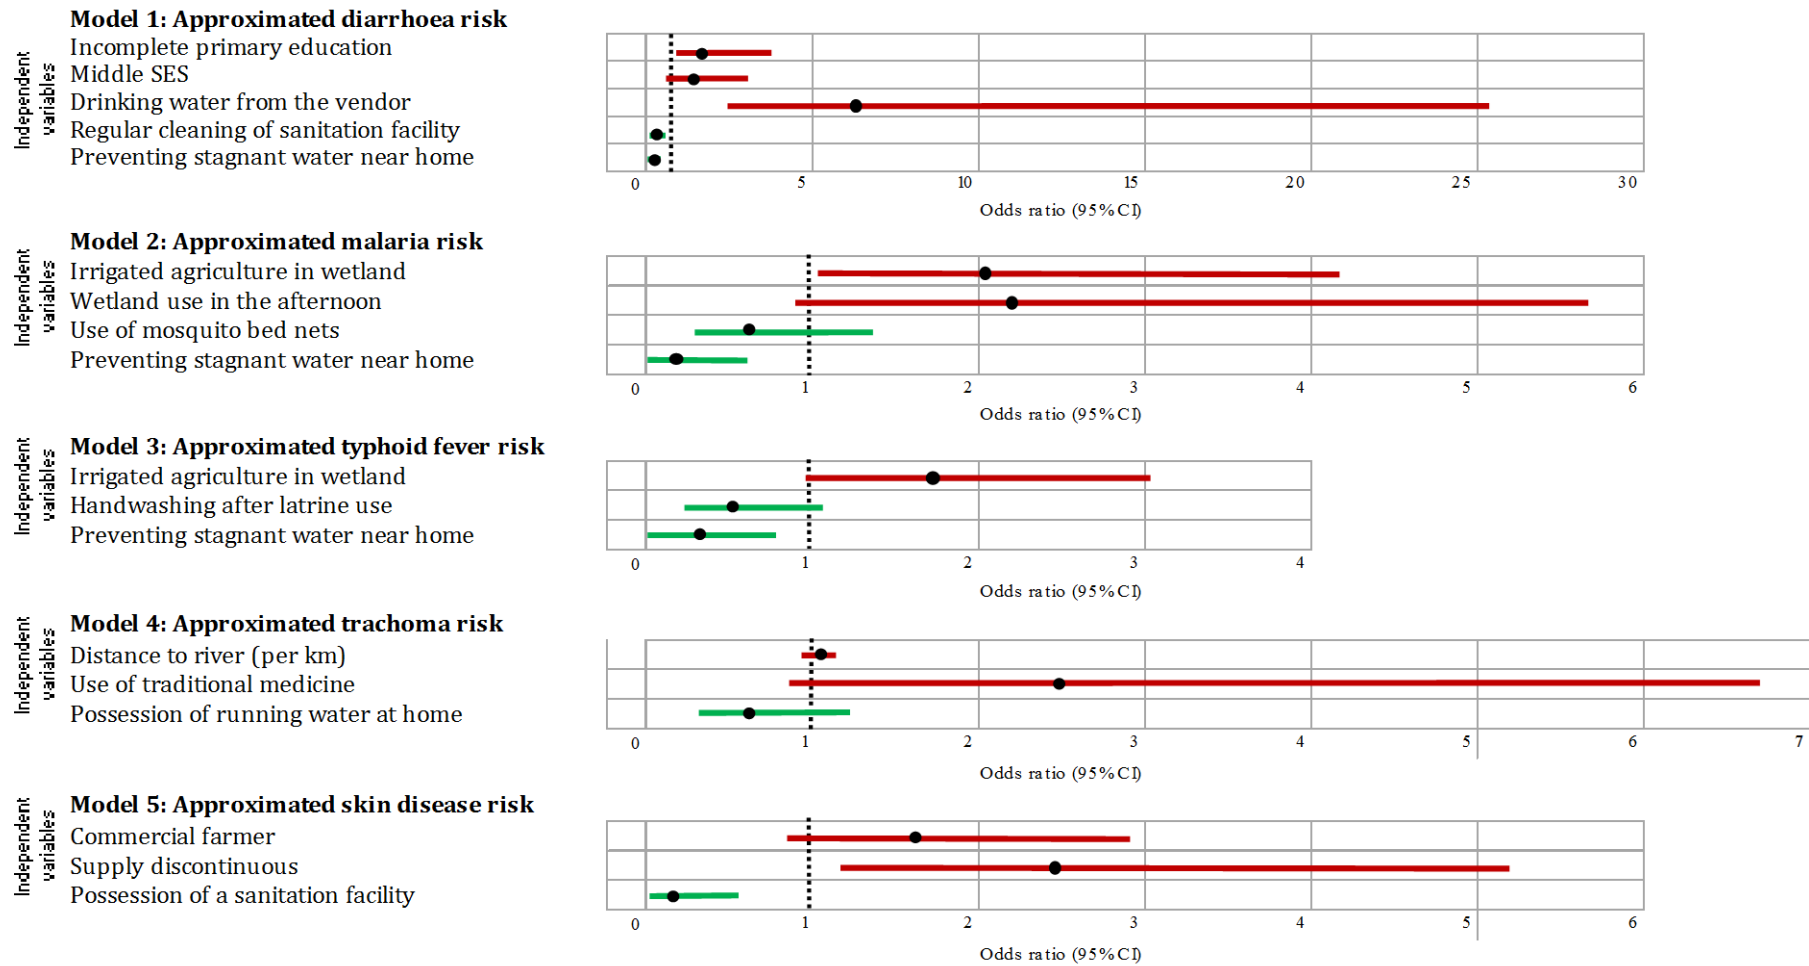 Model 1: Approximated diarrhoea risk
Independent
variables
Incomplete primary education
Middle SES
Drinking water from the vendor
Regular cleaning of sanitation facility
Preventing stagnant water near home
0 5 10 15 20 25 30
Odds ratio (95%CI)
Model 2: Approximated malaria risk
Independent
variables
Irrigated agriculture in wetland
Wetland use in the afternoon
Use of mosquito bed nets
Preventing stagnant water near home
0 1 2 3 4 5 6
Odds ratio (95%CI)
Model 3: Approximated typhoid fever risk
Independent
variables
Irrigated agriculture in wetland
Handwashing after latrine use
Preventing stagnant water near home
0 1 2 3 4
Odds ratio (95%CI)
Model 4: Approximated trachoma risk
Independent
variables
Distance to river (per km)
Use of traditional medicine
Possession of running water at home
0 1 2 3 4 5 6 7
Odds ratio (95%CI)
Model 5: Approximated skin disease risk
Independent
variables
Commercial farmer
Supply discontinuous
Possession of a sanitation facility
0 1 2 3 4 5 6
Odds ratio (95%CI)